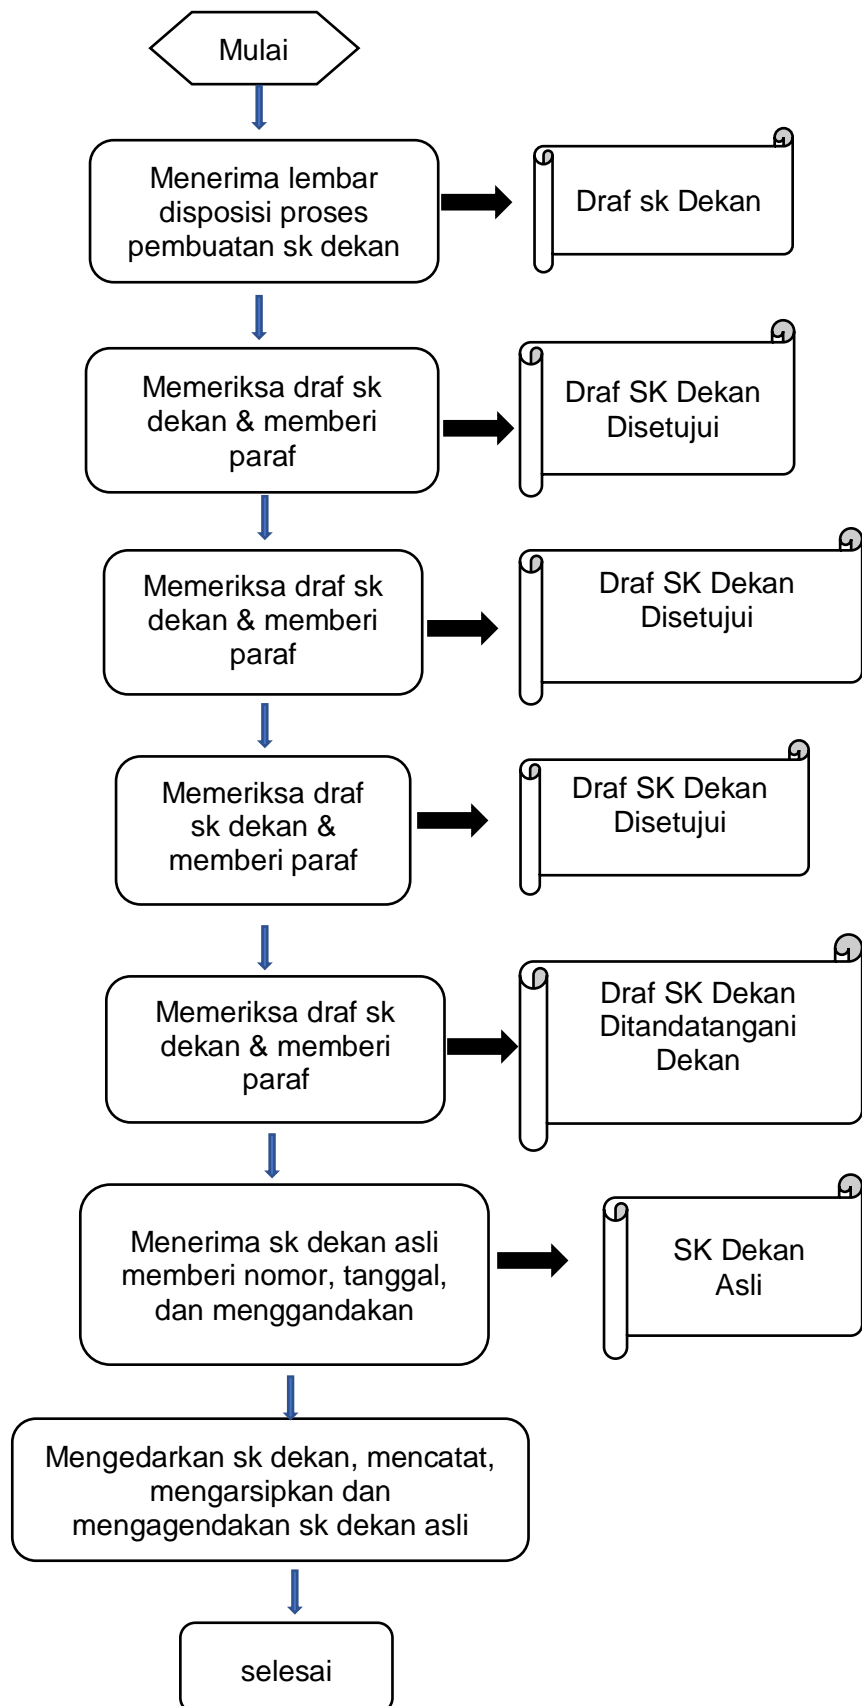 Mulai
Menerima lembar
disposisi proses
pembuatan sk dekan
Draf sk Dekan
Memeriksa draf sk
dekan & memberi
paraf
Draf SK Dekan
Disetujui
Memeriksa draf sk
dekan & memberi
paraf
Draf SK Dekan
Disetujui
Memeriksa draf
sk dekan &
memberi paraf
Draf SK Dekan
Disetujui
Memeriksa draf sk
dekan & memberi
paraf
Draf SK Dekan
Ditandatangani
Dekan
Menerima sk dekan asli
memberi nomor, tanggal,
dan menggandakan
SK Dekan
Asli
Mengedarkan sk dekan, mencatat,
mengarsipkan dan
mengagendakan sk dekan asli
selesai